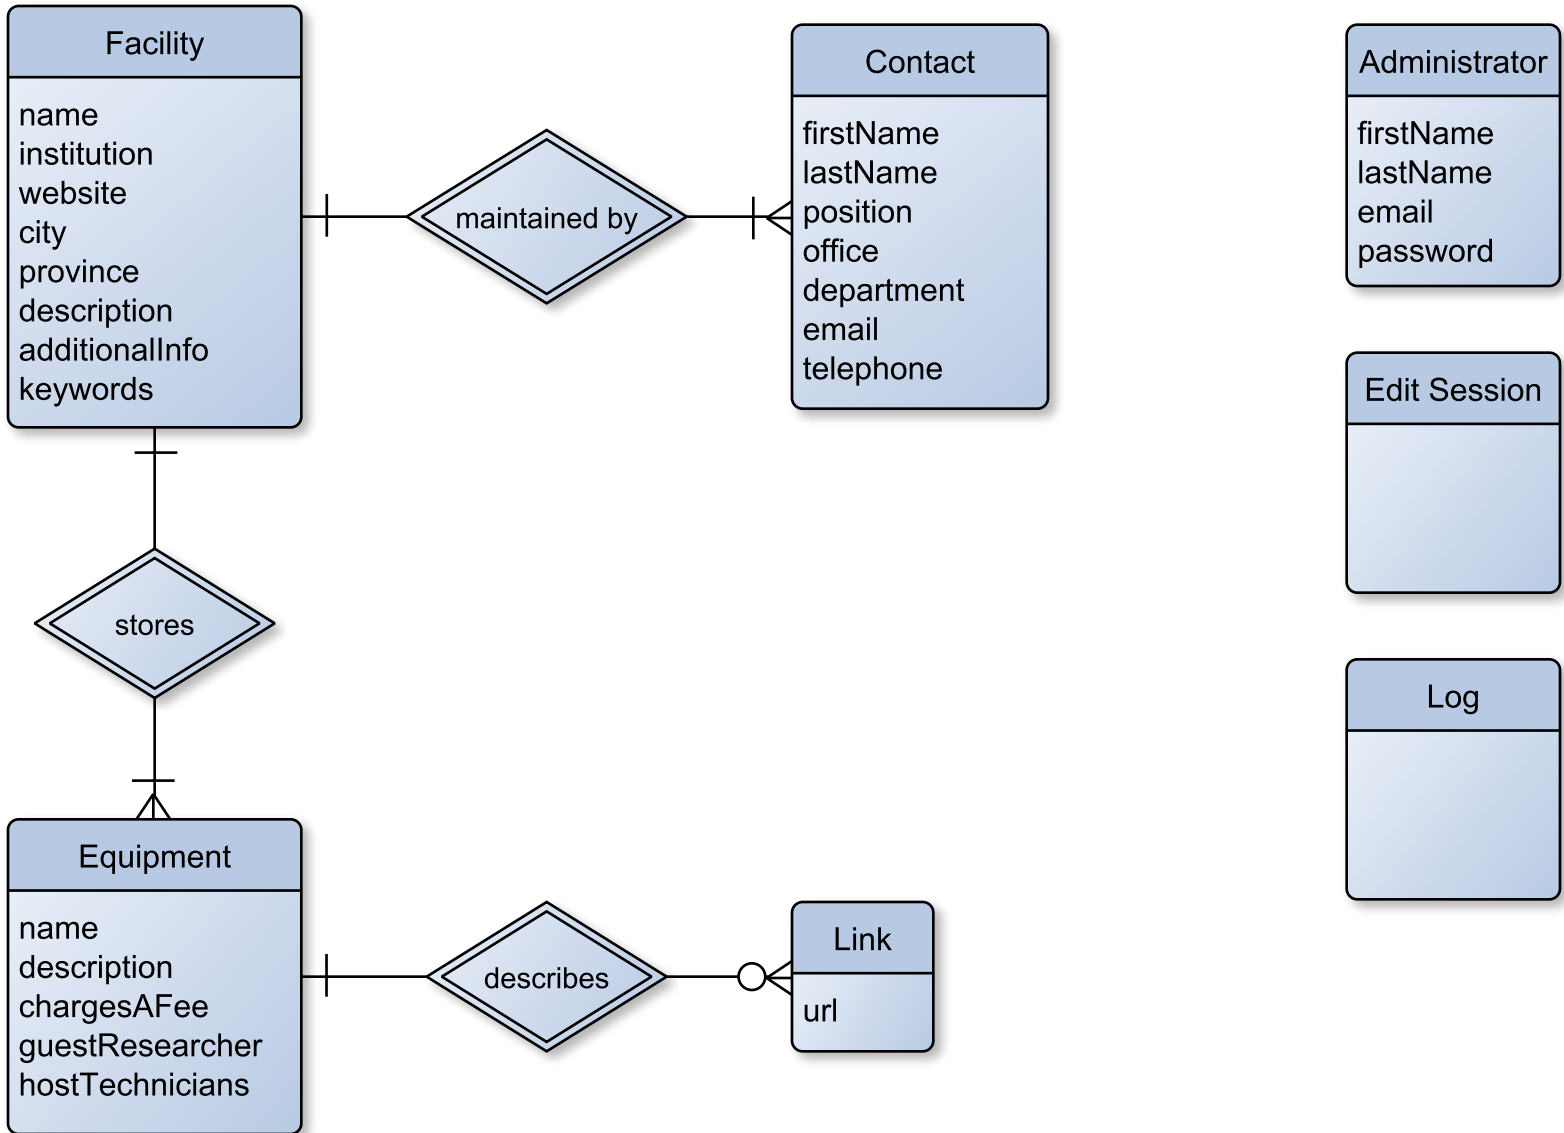 Facility
name
institution
website
city
province
description
additionalInfo
keywords
maintained by
Contact
firstName
lastName
position
office
department
email
telephone
Administrator
firstName
lastName
email
password
Edit Session
stores
Log
Equipment
name
description
chargesAFee
guestResearcher
hostTechnicians
describes
Link
url